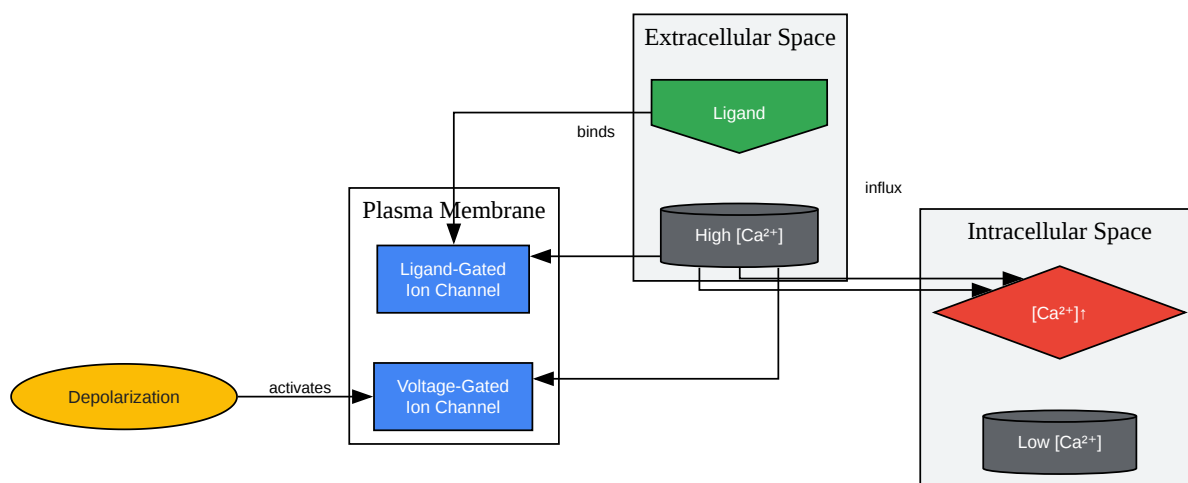 Extracellular Space
Ligand
binds
influx
High [Ca²⁺]
Plasma Membrane
Ligand-Gated
Ion Channel
Voltage-Gated
Ion Channel
Depolarization
activates
Intracellular Space
[Ca²⁺]↑
Low [Ca²⁺]